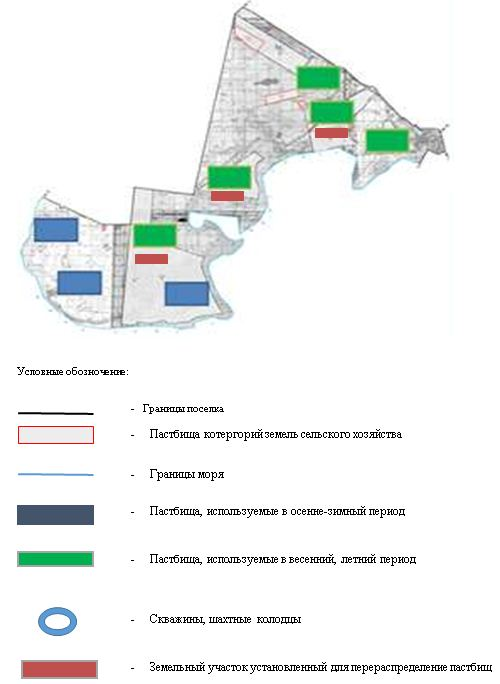 Условные обозначение:
- Границы поселка
- Пастбища котергорий земель сельского хозяйства
- Границы моря
- Пастбища, используемые в осенне-зимный период
- Пастбища, используемые в весенний, летний период
- Скважины, шахтные колодцы
- Земельный участок установленный для перераспределение пастбищ